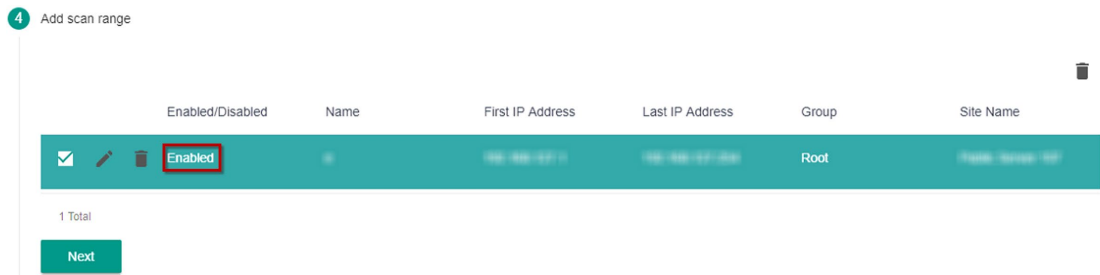 4 Add scan range
Enabled/Disabled Name First IP Address Last IP Address Group Site Name
Enabled Root
1 Total
Next